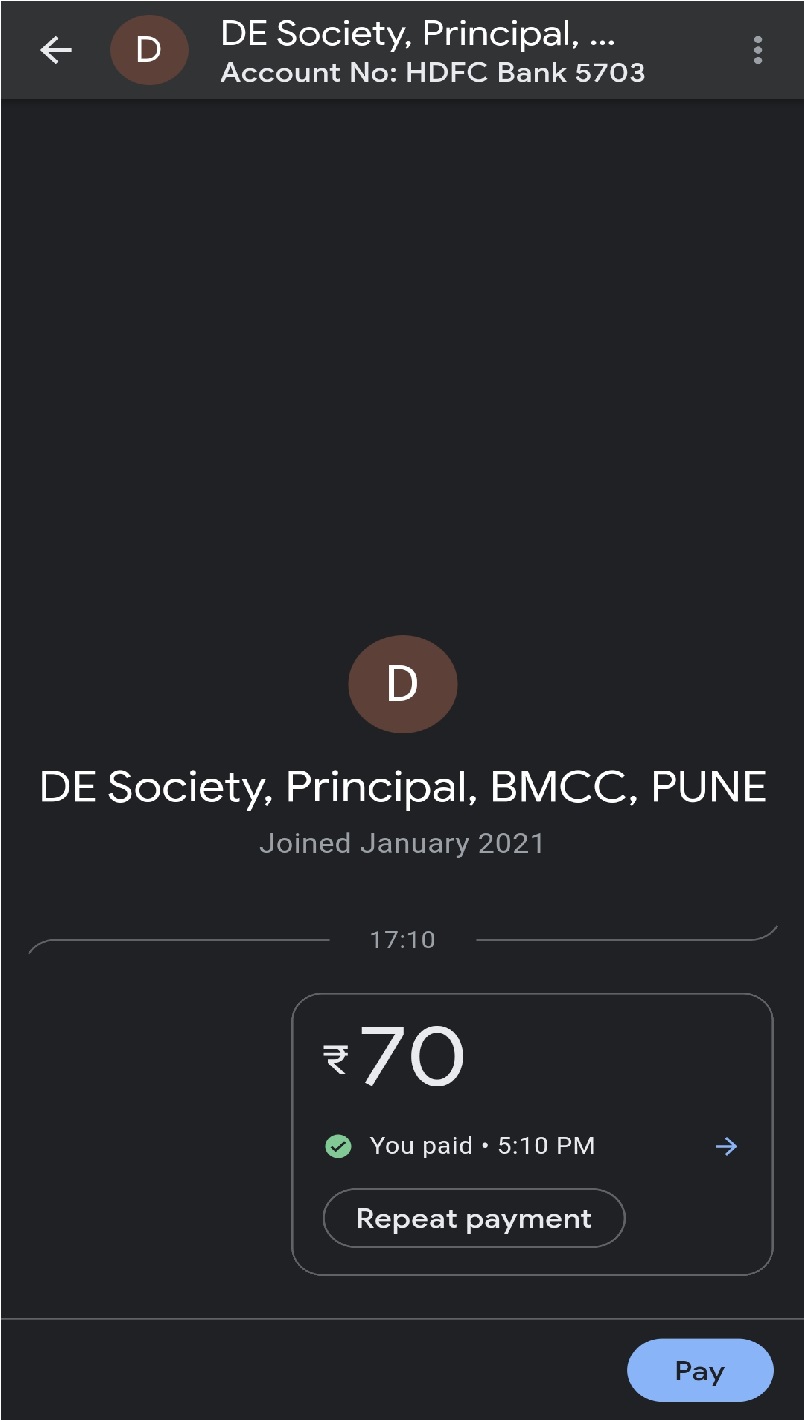 D
DE Society, Principal, ...
Account No: HDFC Bank 5703
D
DE Society, Principal, BMCC, PUNE
Joined January 2021
17:10
₹70
You paid • 5:10 PM
Repeat payment
Pay